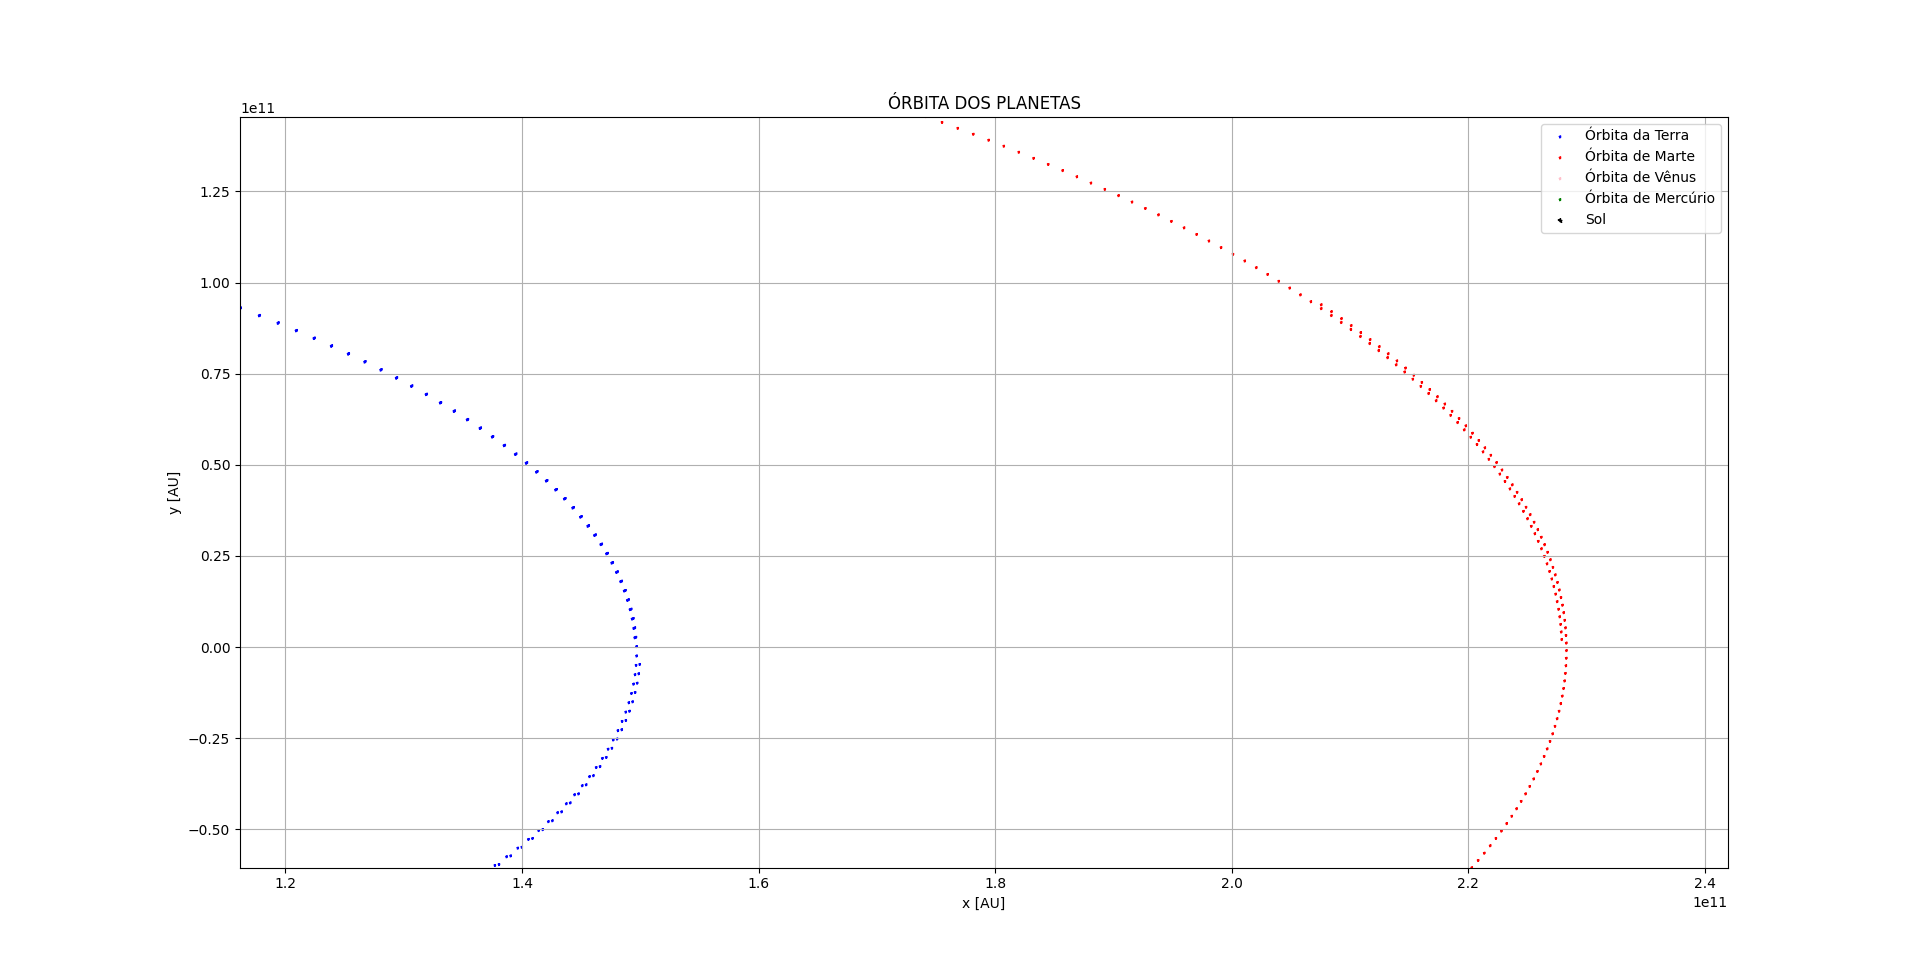 ÓRBITA DOS PLANETAS
1e11
Órbita da Terra
Órbita de Marte
Órbita de Vênus
Órbita de Mercúrio
Sol
1.25
1.00
0.75
0.50
0.25
0.00
−0.25
−0.50
y [AU]
1.2 1.4 1.6 1.8 2.0 2.2 2.4
x [AU]
1e11